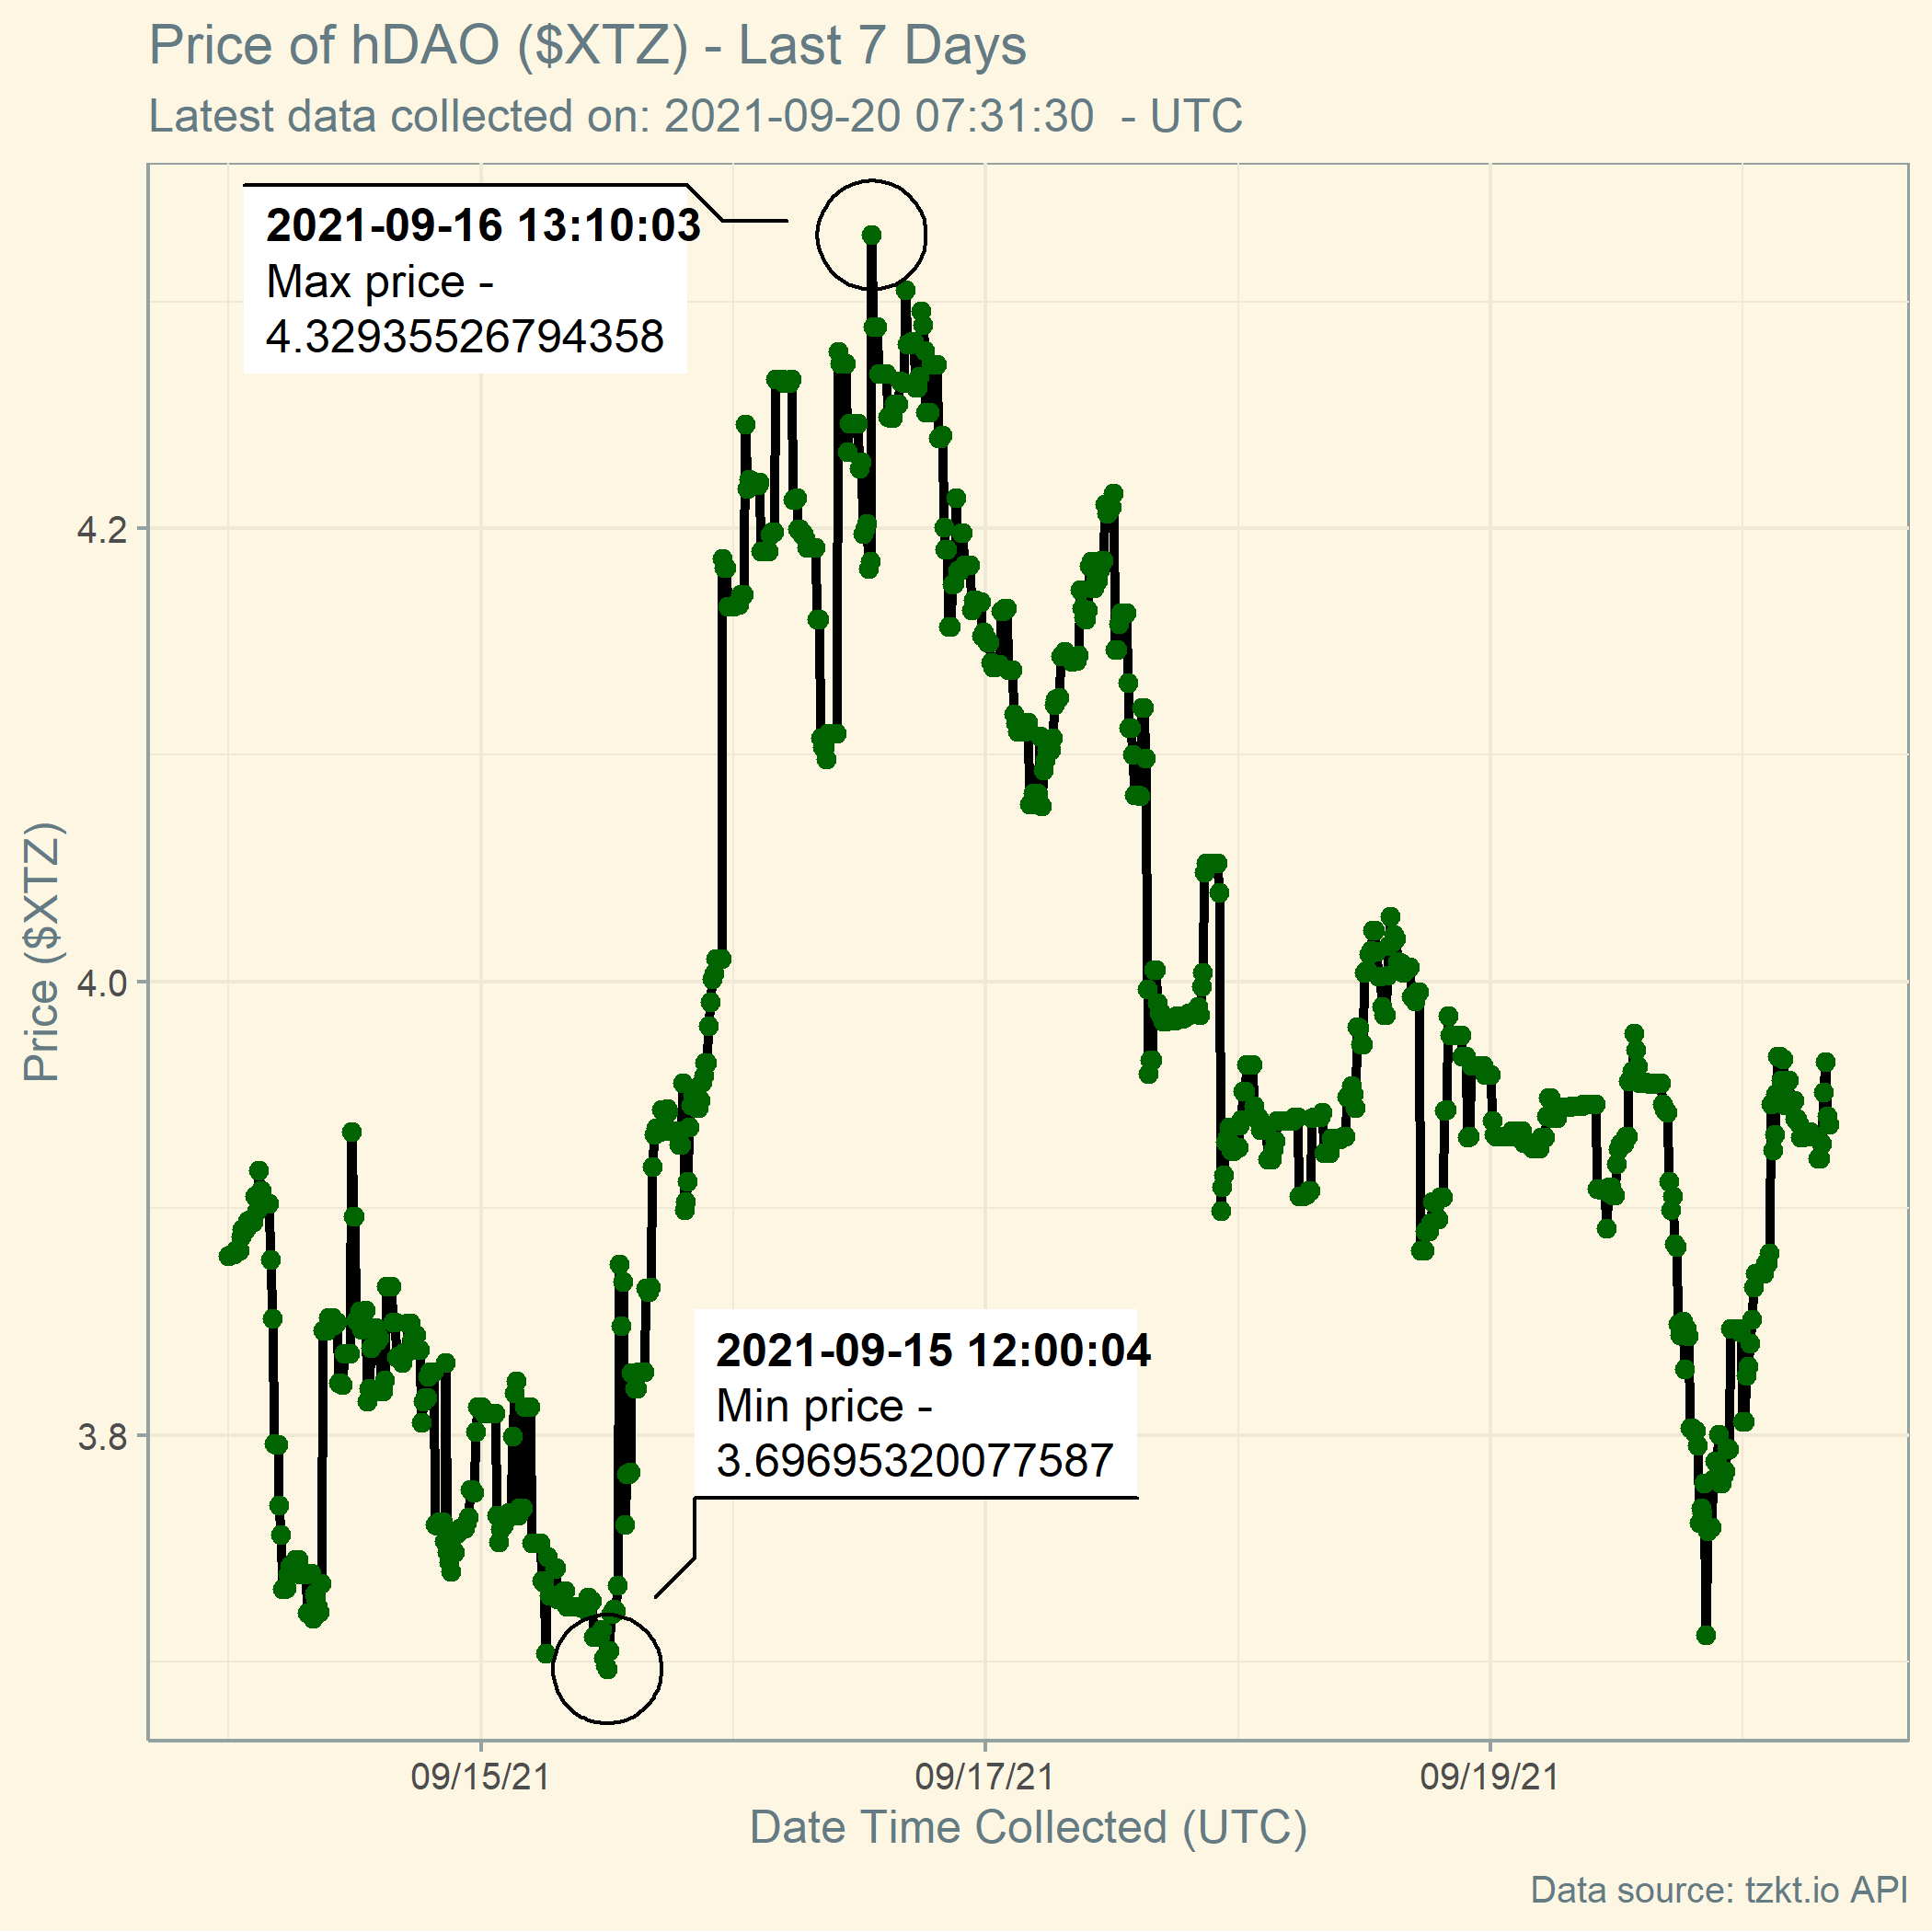 Price of hDAO ($XTZ) - Last 7 Days
Latest data collected on: 2021-09-20 07:31:30  - UTC
2021-09-16 13:10:03
Max price -
4.32935526794358
4.2
4.0
3.8
Price ($XTZ)
2021-09-15 12:00:04
Min price -
3.69695320077587
09/15/21
09/17/21
09/19/21
Date Time Collected (UTC)
Data source: tzkt.io API